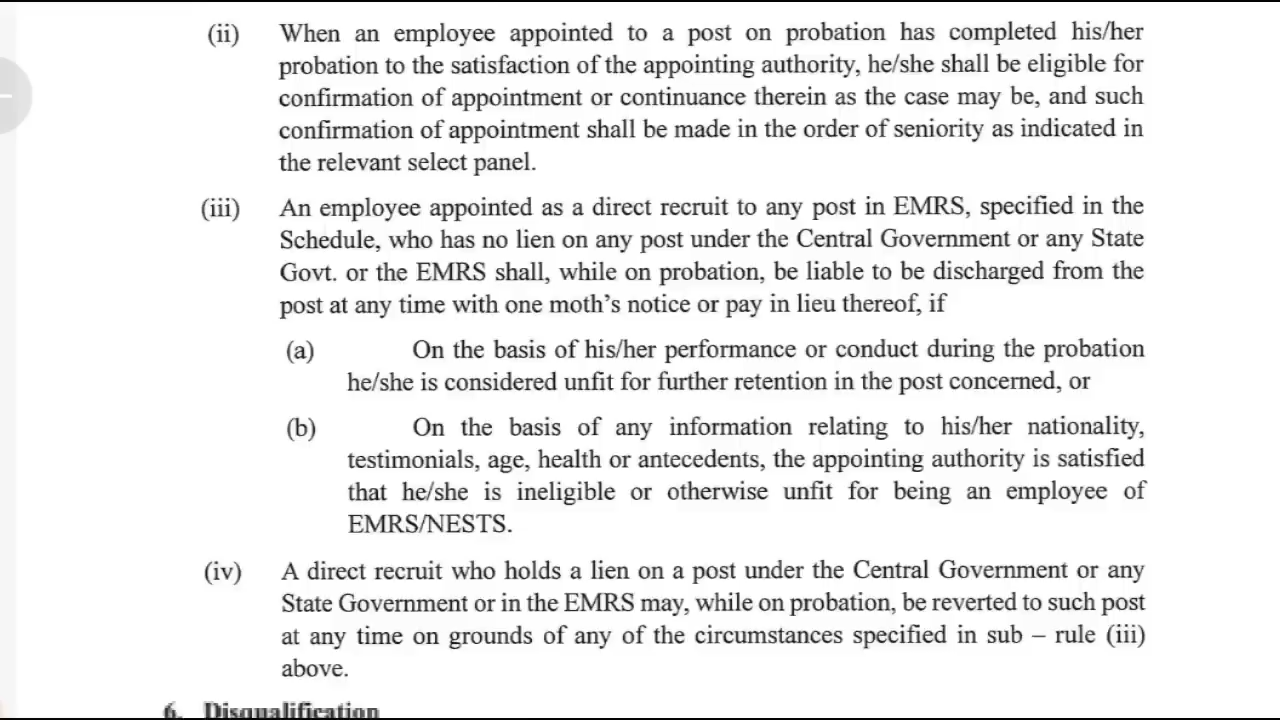 (ii) When an employee appointed to a post on probation has completed his/her
probation to the satisfaction of the appointing authority, he/she shall be eligible for
confirmation of appointment or continuance therein as the case may be, and such
confirmation of appointment shall be made in the order of seniority as indicated in
the relevant select panel.
(iii) An employee appointed as a direct recruit to any post in EMRS, specified in the
Schedule, who has no lien on any post under the Central Government or any State
Govt. or the EMRS shall, while on probation, be liable to be discharged from the
post at any time with one moth's notice or pay in lieu thereof, if
(a) On the basis of his/her performance or conduct during the probation
he/she is considered unfit for further retention in the post concerned, or
(b) On the basis of any information relating to his/her nationality,
testimonials, age, health or antecedents, the appointing authority is satisfied
that he/she is ineligible or otherwise unfit for being an employee of
EMRS/NESTS.
(iv) A direct recruit who holds a lien on a post under the Central Government or any
State Government or in the EMRS may, while on probation, be reverted to such post
at any time on grounds of any of the circumstances specified in sub – rule (iii)
above.
6. Disqualification